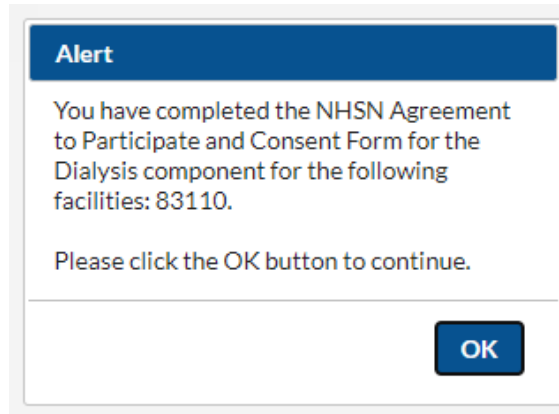 Alert
You have completed the NHSN Agreement
to Participate and Consent Form for the
Dialysis component for the following
facilities: 83110.
Please click the OK button to continue.
OK